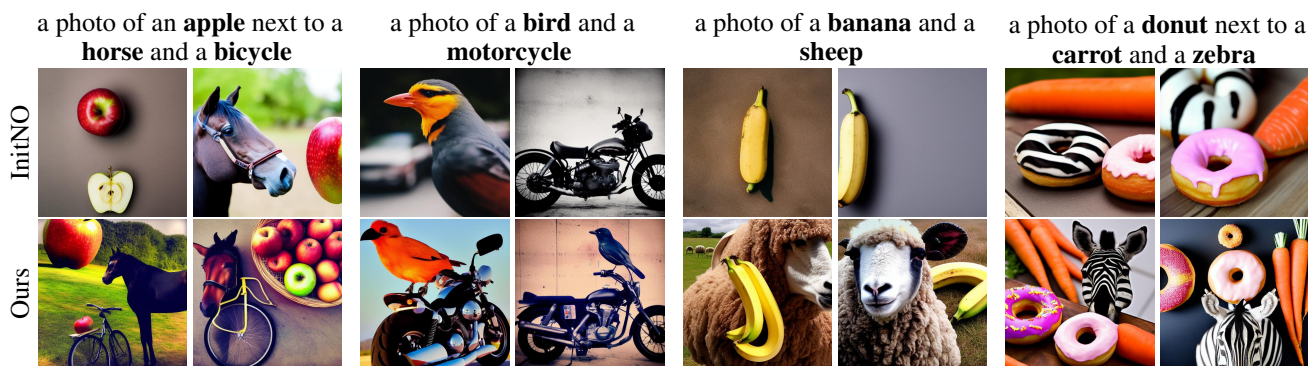 a photo of an apple next to a
horse and a bicycle
a photo of a bird and a
motorcycle
a photo of a banana and a
sheep
a photo of a donut next to a
carrot and a zebra
InitNO
Ours